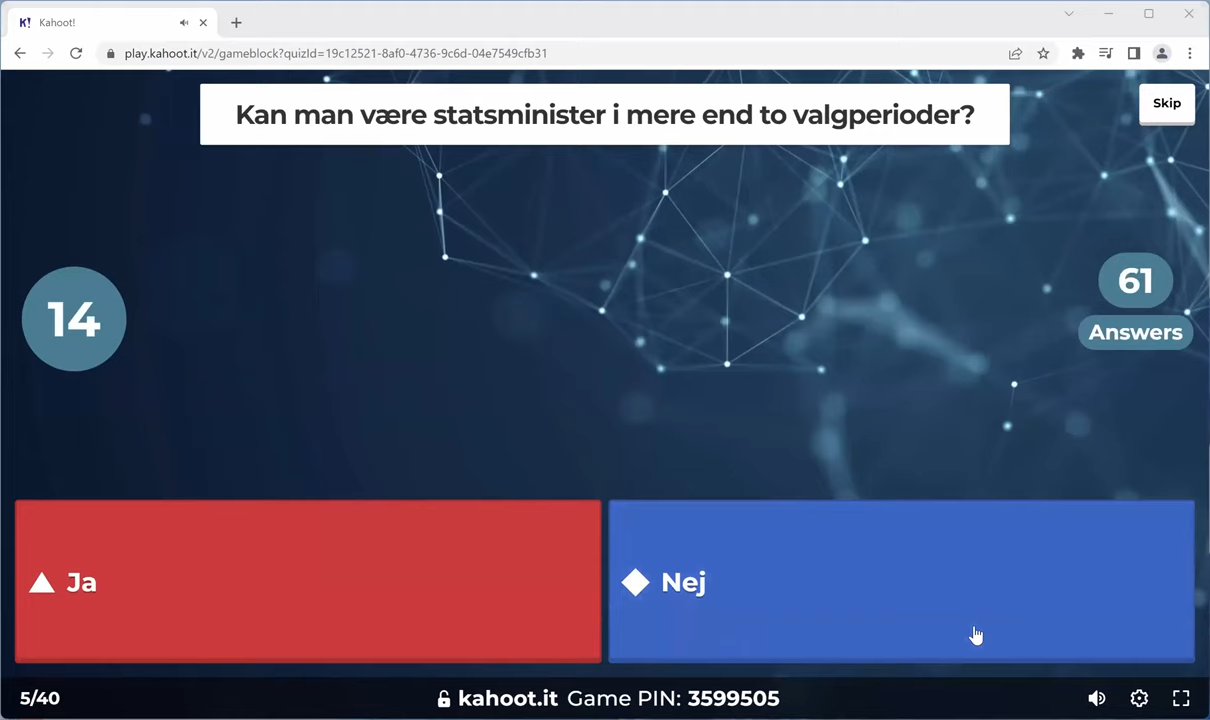 K! Kahoot!
play.kahoot.it/v2/gameblock?quizId=19c12521-8af0-4736-9c6d-04e7549cfb31
Kan man være statsminister i mere end to valgperioder?
Skip
14
61
Answers
Ja
Nej
5/40
kahoot.it Game PIN: 3599505